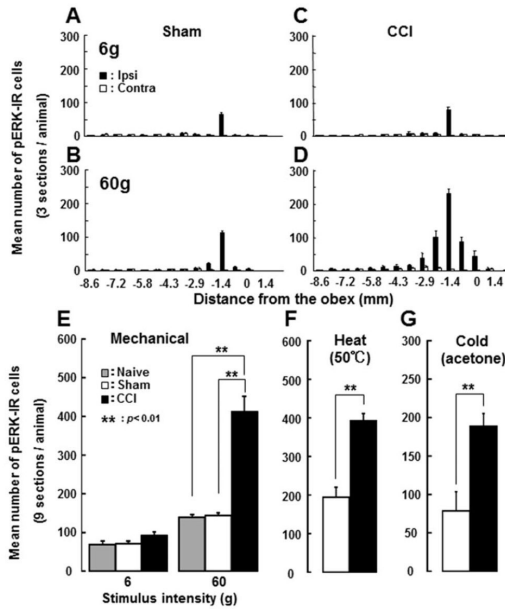 A Sham C CCI
6g
■ : Ipsi
□ : Contra
300
200
100
0
300
200
100
0
B 60g D
300
200
100
0
300
200
100
0
Mean number of pERK-IR cells
(3 sections / animal)
-8.6 -7.2 -5.8 -4.3 -2.9 -1.4 0 1.4
-8.6 -7.2 -5.8 -4.3 -2.9 -1.4 0 1.4
Distance from the obex (mm)
E Mechanical
: Naive
: Sham
: CCI
** : p< 0.01
**
**
600
500
400
300
200
100
0
6 60
Stimulus intensity (g)
Mean number of pERK-IR cells
(9 sections / animal)
F Heat
(50℃)
**
600
500
400
300
200
100
0
G Cold
(acetone)
**
300
250
200
150
100
50
0